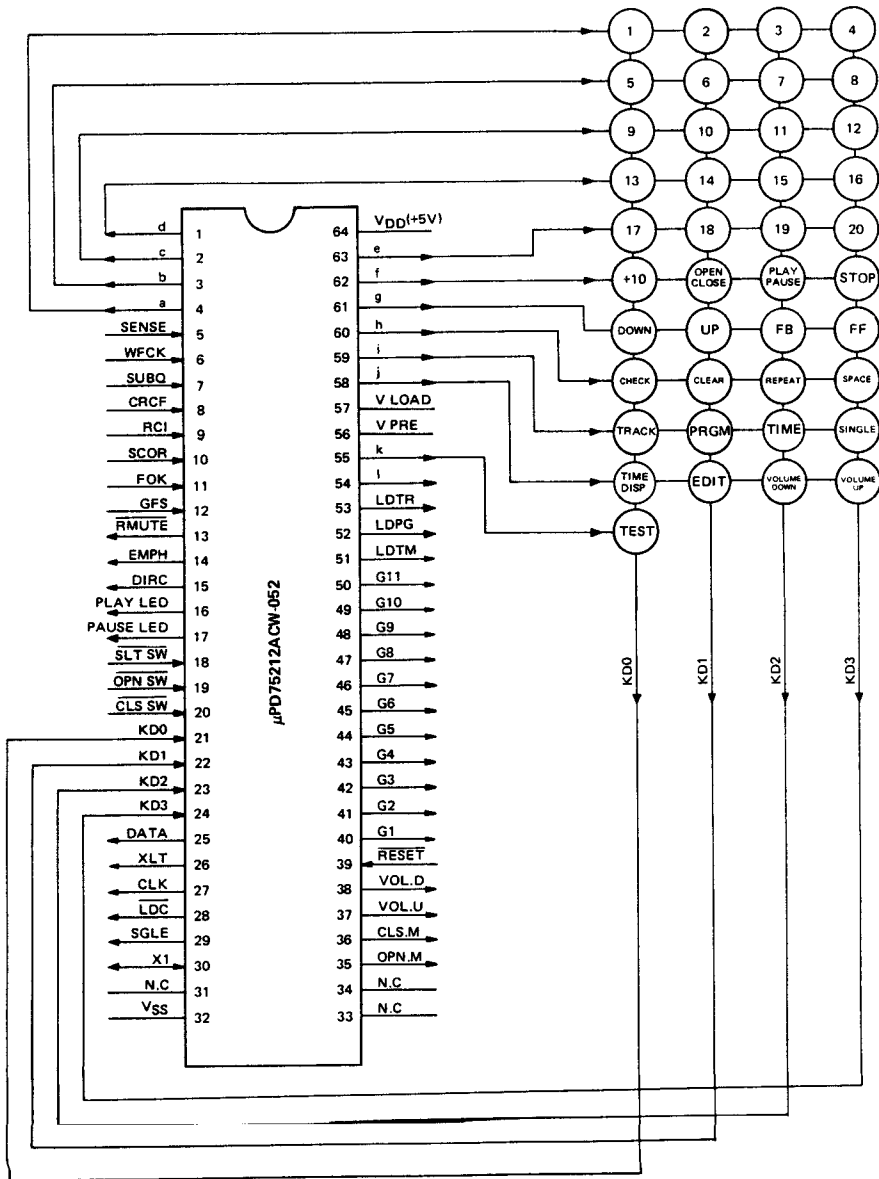 1 2 3 4
5 6 7 8
9 10 11 12
13 14 15 16
17 18 19 20
+10 OPEN CLOSE PLAY PAUSE STOP
DOWN UP FB FF
CHECK CLEAR REPEAT SPACE
TRACK PRGM TIME SINGLE
TIME DISP EDIT VOLUME DOWN VOLUME UP
TEST
KD0 KD1 KD2 KD3
d 1
c 2
b 3
a 4
SENSE 5
WFCK 6
SUBQ 7
CRCF 8
RCI 9
SCOR 10
FOK 11
GFS 12
RMUTE 13
EMPH 14
DIRC 15
PLAY LED 16
PAUSE LED 17
SLT SW 18
OPN SW 19
CLS SW 20
KD0 21
KD1 22
KD2 23
KD3 24
DATA 25
XLT 26
CLK 27
LDC 28
SGLE 29
X1 30
N.C 31
VSS 32
μPD75212ACW-052
64 VDD(+5V)
63 e
62 f
61 g
60 h
59 i
58 j
57 V LOAD
56 V PRE
55 k
54 l
53 LDTR
52 LDPG
51 LDTM
50 G11
49 G10
48 G9
47 G8
46 G7
45 G6
44 G5
43 G4
42 G3
41 G2
40 G1
39 RESET
38 VOL.D
37 VOL.U
36 CLS.M
35 OPN.M
34 N.C
33 N.C